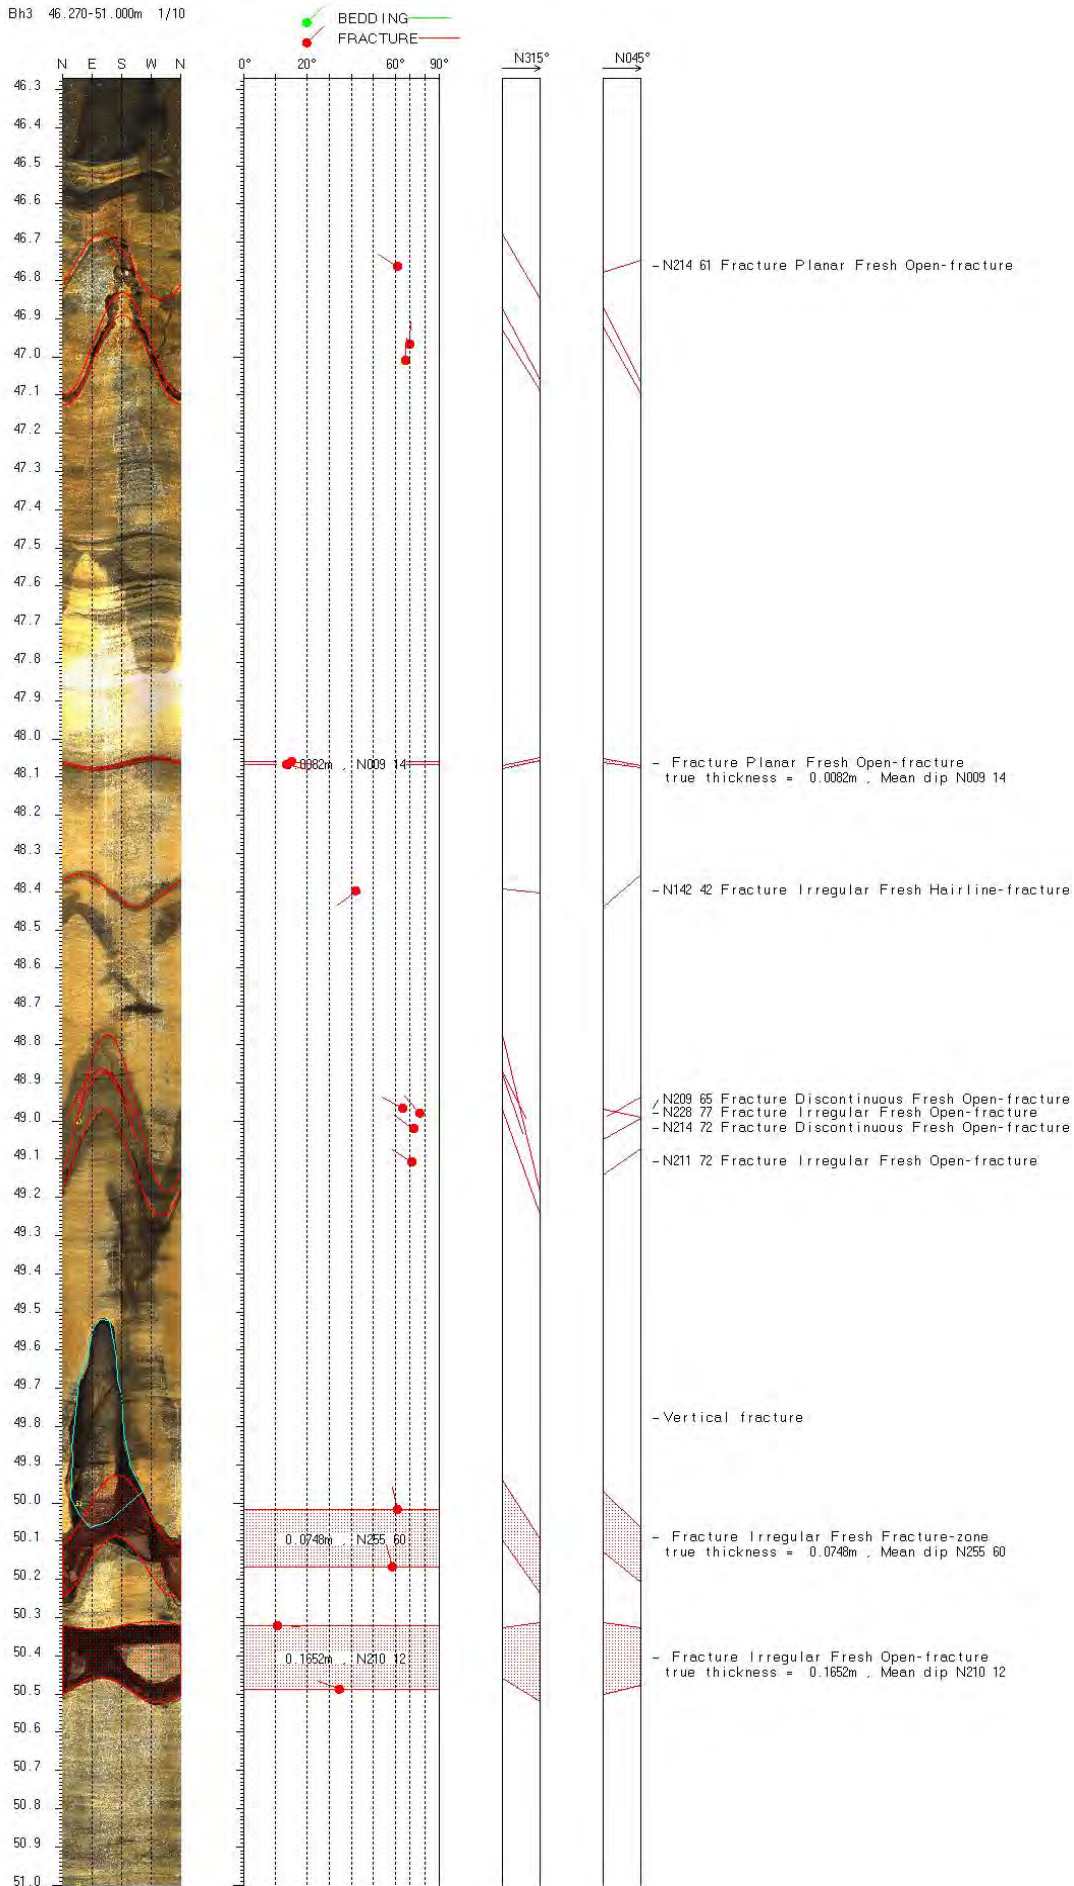 Bh3 46.270-51.000m 1/10
BEDDING
FRACTURE
N E S W N
0° 20° 60° 90°
N315°
N045°
46.3
46.4
46.5
46.6
46.7
N214 61 Fracture Planar Fresh Open-fracture
46.8
46.9
47.0
47.1
47.2
47.3
47.4
47.5
47.6
47.7
47.8
47.9
48.0
Fracture Planar Fresh Open-fracture
.0082m , N009 14
true thickness = 0.0082m , Mean dip N009 14
48.1
48.2
48.3
48.4
N142 42 Fracture Irregular Fresh Hairline-fracture
48.5
48.6
48.7
48.8
48.9
N209 65 Fracture Discontinuous Fresh Open-fracture
N228 77 Fracture Irregular Fresh Open-fracture
49.0
N214 72 Fracture Discontinuous Fresh Open-fracture
49.1
N211 72 Fracture Irregular Fresh Open-fracture
49.2
49.3
49.4
49.5
49.6
49.7
Vertical fracture
49.8
49.9
50.0
50.1
0.0748m , N255 60
Fracture Irregular Fresh Fracture-zone
true thickness = 0.0748m , Mean dip N255 60
50.2
50.3
50.4
0.1652m , N210 12
Fracture Irregular Fresh Open-fracture
true thickness = 0.1652m , Mean dip N210 12
50.5
50.6
50.7
50.8
50.9
51.0